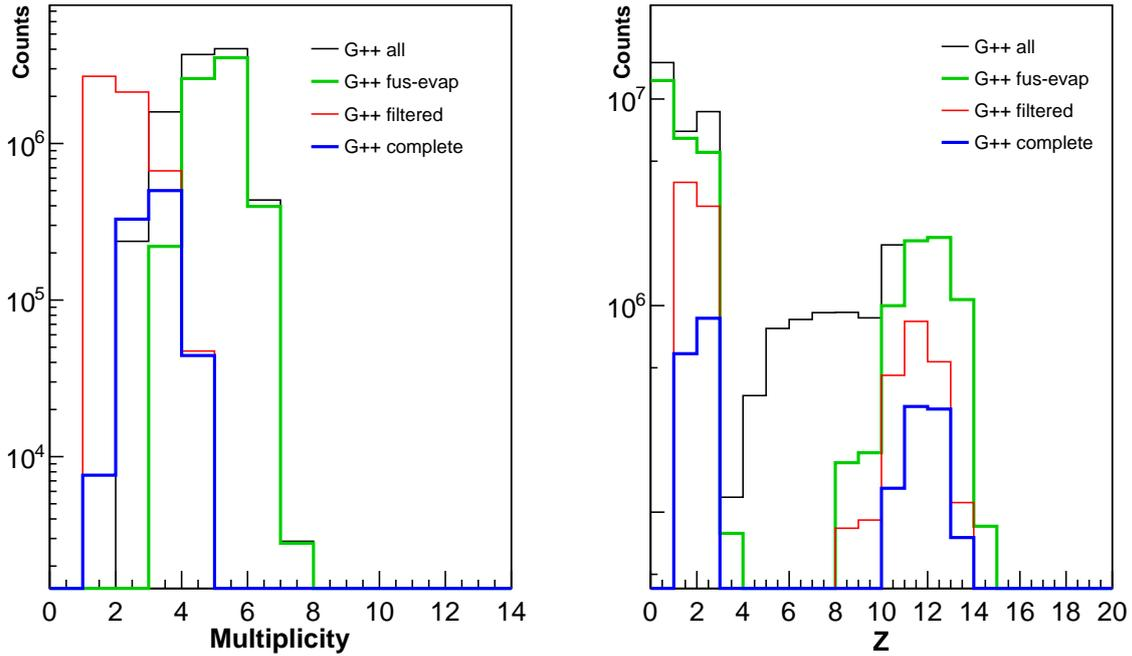 Counts
G++ all
G++ fus-evap
G++ filtered
G++ complete
10^6
10^5
10^4
0 2 4 6 8 10 12 14
Multiplicity
Counts
G++ all
G++ fus-evap
G++ filtered
G++ complete
10^7
10^6
0 2 4 6 8 10 12 14 16 18 20
Z